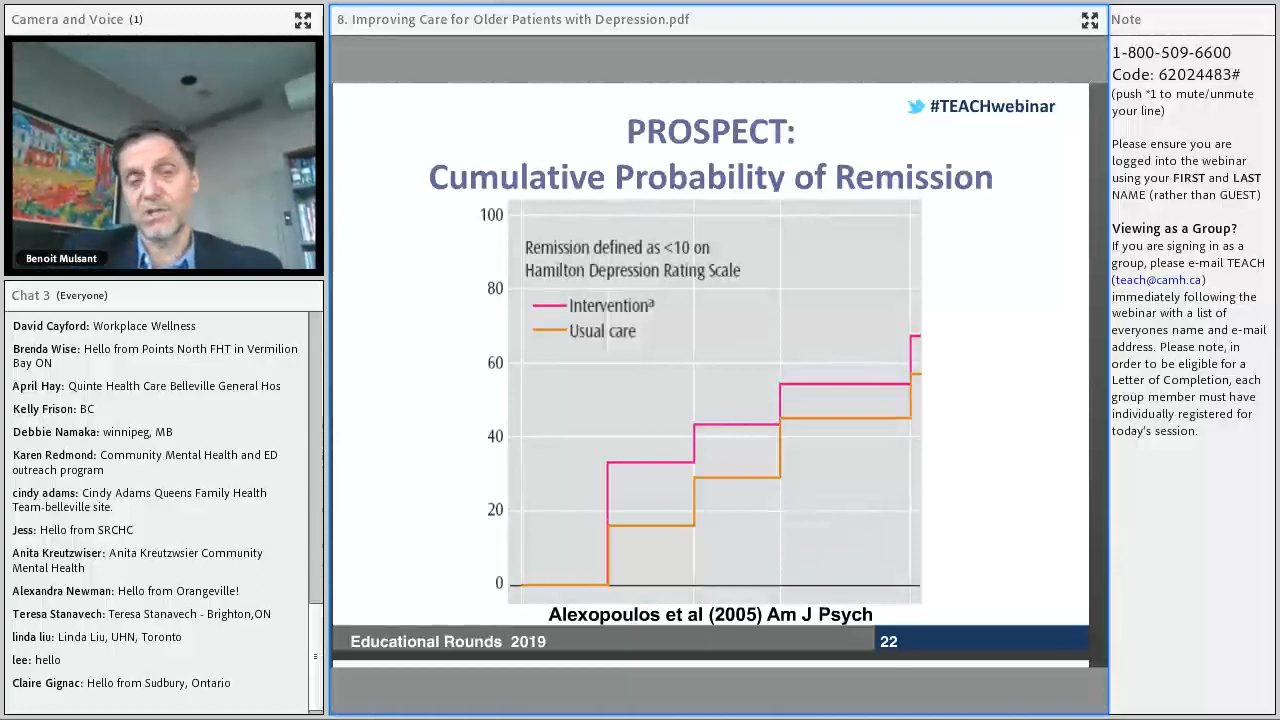 Camera and Voice (1)
Benoit Mulsant
Chat 3 (Everyone)
David Cayford: Workplace Wellness
Brenda Wise: Hello from Points North FHT in Vermilion
Bay ON
April Hay: Quinte Health Care Belleville General Hos
Kelly Frison: BC
Debbie Namaka: winnipeg, MB
Karen Redmond: Community Mental Health and ED
outreach program
cindy adams: Cindy Adams Queens Family Health
Team-belleville site.
Jess: Hello from SRCHC
Anita Kreutzwiser: Anita Kreutzwsier Community
Mental Health
Alexandra Newman: Hello from Orangeville!
Teresa Stanavech: Teresa Stanavech - Brighton,ON
linda liu: Linda Liu, UHN, Toronto
lee: hello
Claire Gignac: Hello from Sudbury, Ontario
8. Improving Care for Older Patients with Depression.pdf
#TEACHwebinar
PROSPECT:
Cumulative Probability of Remission
100
Remission defined as <10 on
Hamilton Depression Rating Scale
80
Interventionª
Usual care
60
40
20
0
Alexopoulos et al (2005) Am J Psych
Educational Rounds 2019
22
Note
1-800-509-6600
Code: 62024483#
(push *1 to mute/unmute
your line)
Please ensure you are
logged into the webinar
using your FIRST and LAST
NAME (rather than GUEST)
Viewing as a Group?
If you are signing in as a
group, please e-mail TEACH
(teach@camh.ca)
immediately following the
webinar with a list of
everyones name and e-mail
address. Please note, in
order to be eligible for a
Letter of Completion, each
group member must have
individually registered for
today's session.